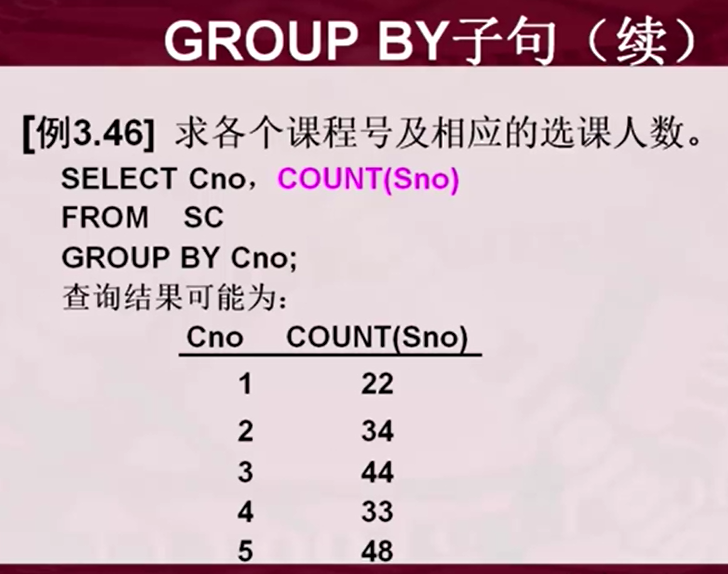 GROUP BY子句（续）
[例3.46] 求各个课程号及相应的选课人数。
SELECT Cno，COUNT(Sno)
FROM SC
GROUP BY Cno;
查询结果可能为：
Cno COUNT(Sno)
1 22
2 34
3 44
4 33
5 48